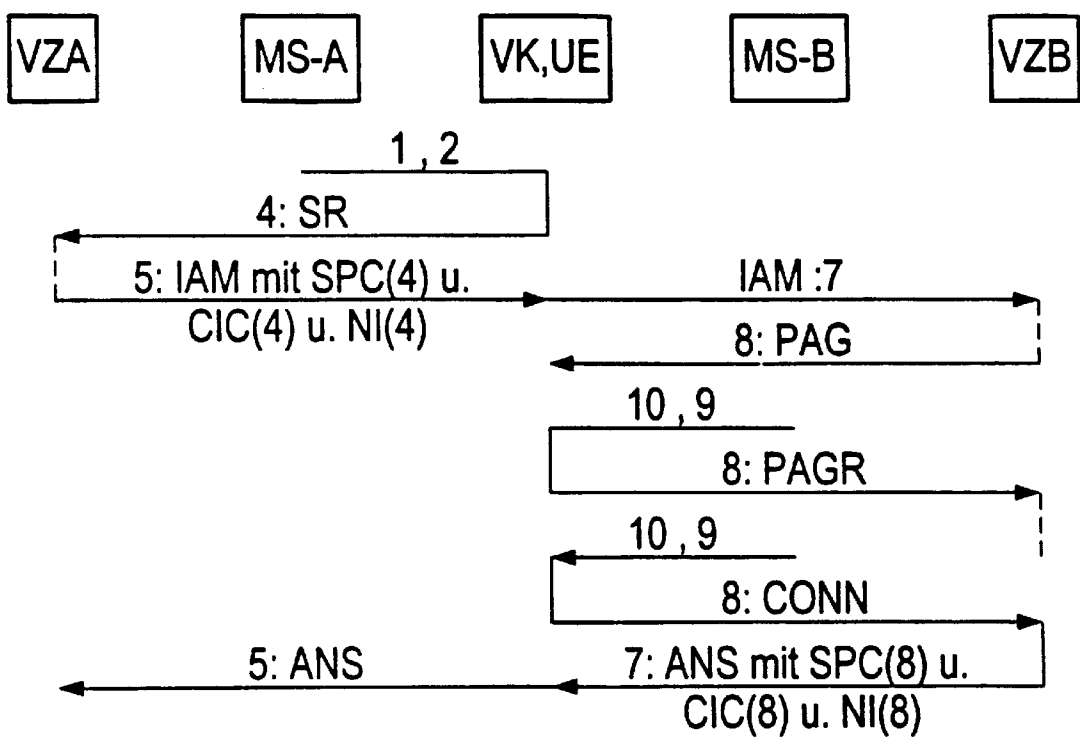 VZA MS-A VK,UE MS-B VZB
1 , 2
4: SR
5: IAM mit SPC(4) u. IAM :7
CIC(4) u. NI(4)
8: PAG
10 , 9
8: PAGR
10 , 9
8: CONN
5: ANS 7: ANS mit SPC(8) u.
CIC(8) u. NI(8)